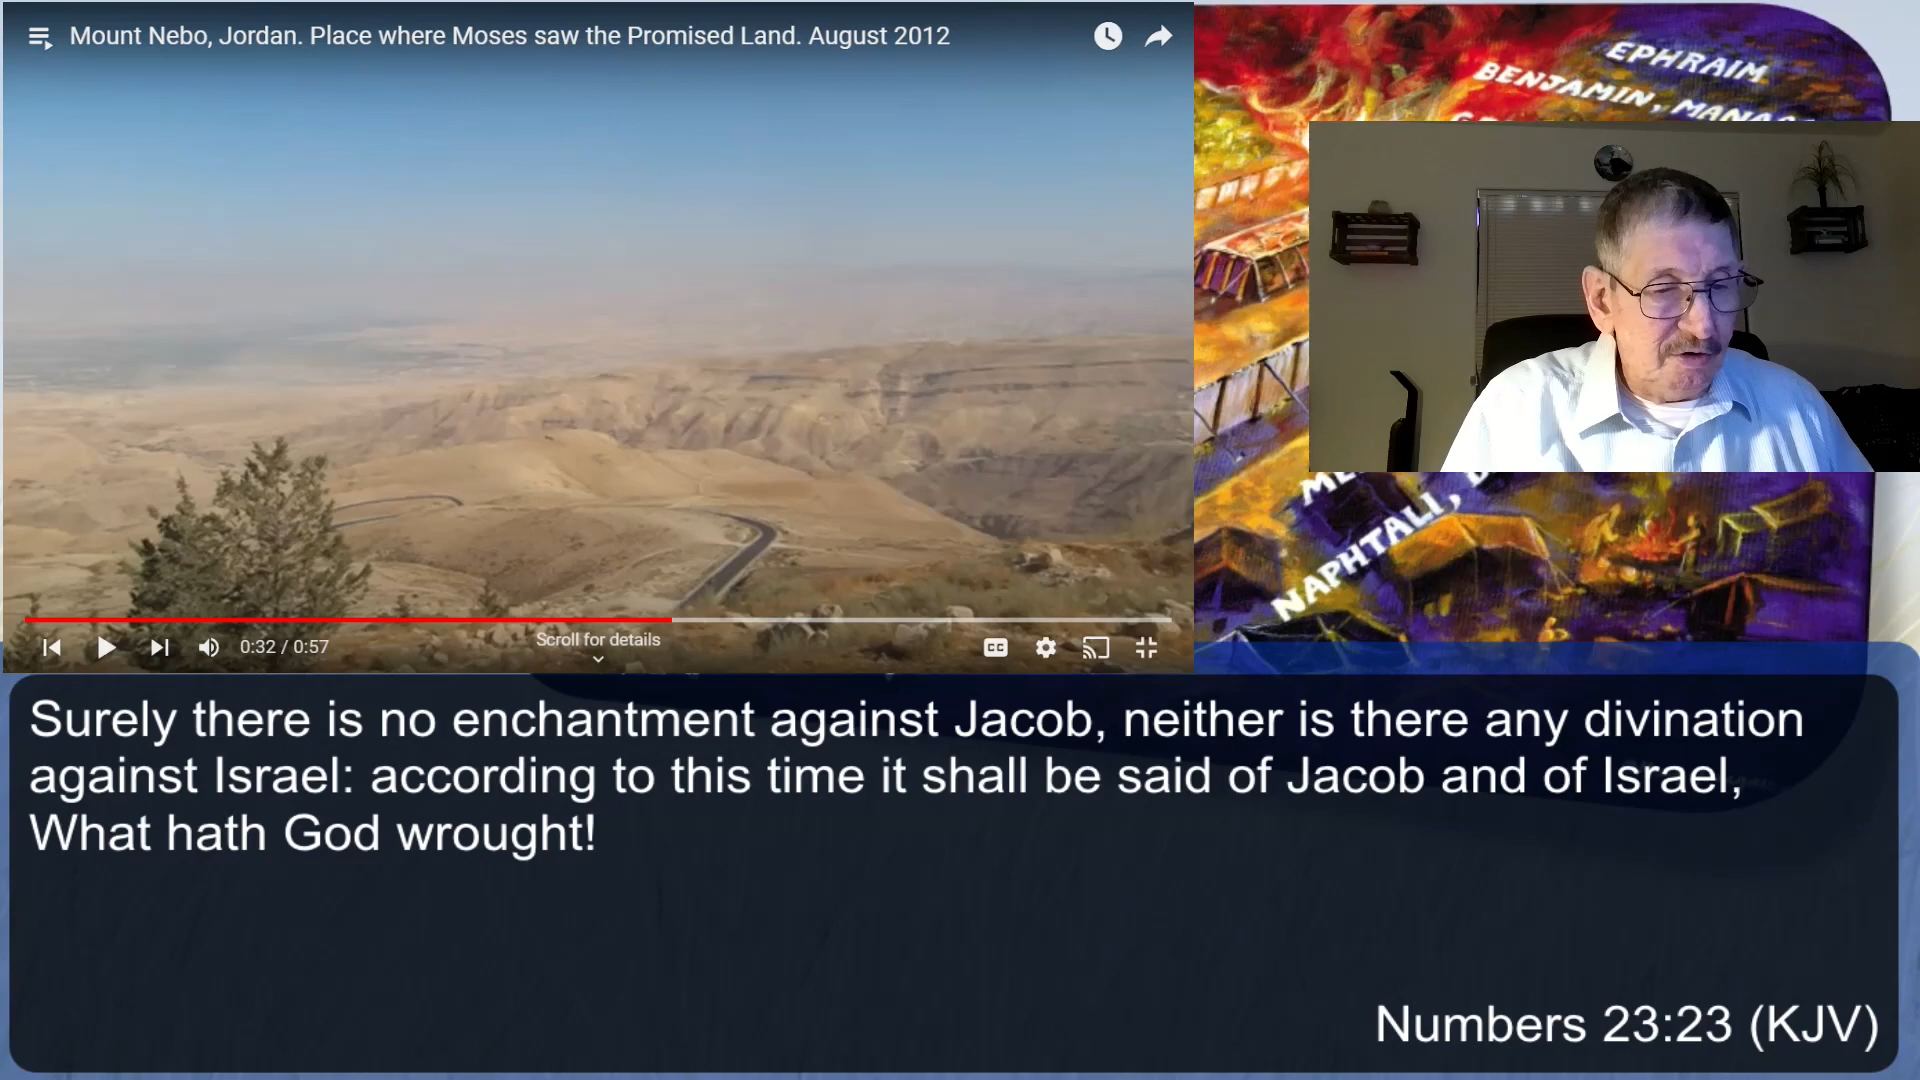 Mount Nebo, Jordan. Place where Moses saw the Promised Land. August 2012
EPHRAIM
BENJAMIN,
NAPHTALI,
0:32 / 0:57
Scroll for details
CC
Surely there is no enchantment against Jacob, neither is there any divination
against Israel: according to this time it shall be said of Jacob and of Israel,
What hath God wrought!
Numbers 23:23 (KJV)